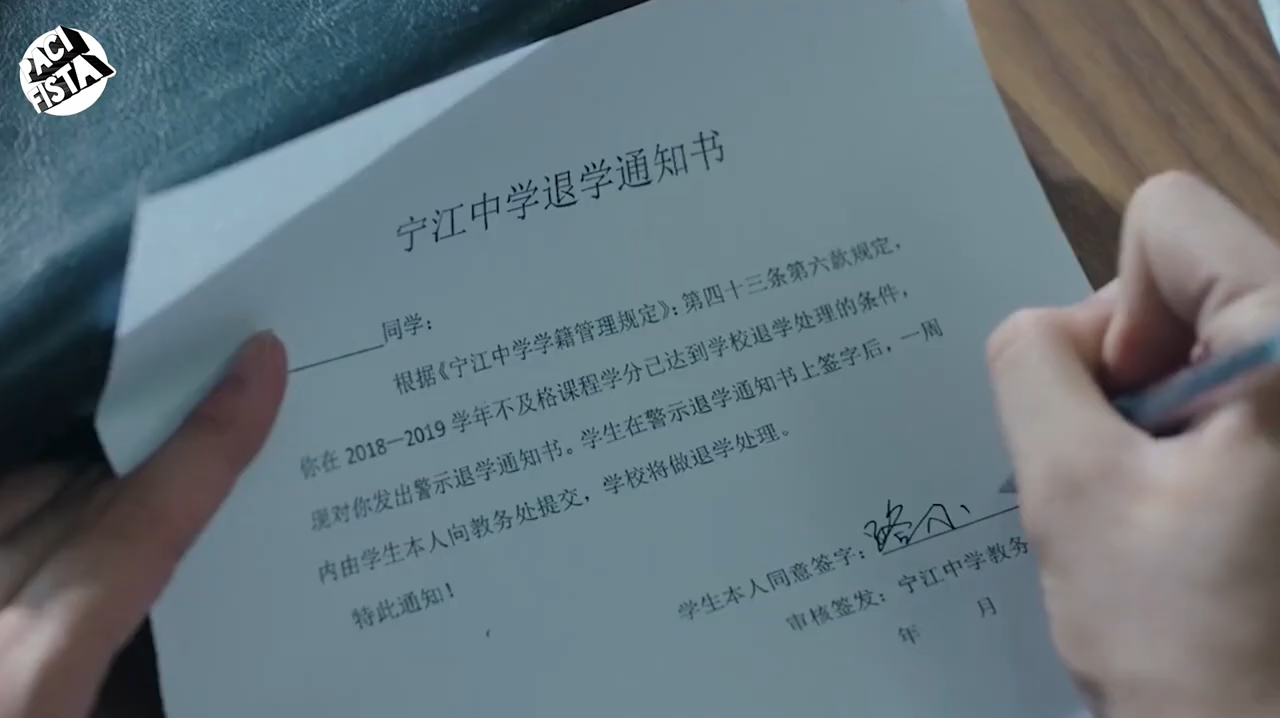 PACI
FISTA
宁江中学退学通知书
同学：
根据《宁江中学学籍管理规定》：第四十三条第六款规定，
你在 2018—2019 学年不及格课程学分已达到学校退学处理的条件，
现对你发出警示退学通知书。学生在警示退学通知书上签字后，一周
内由学生本人向教务处提交，学校将做退学处理。
特此通知！
学生本人同意签字：路
审核签发：宁江中学教务
年 月